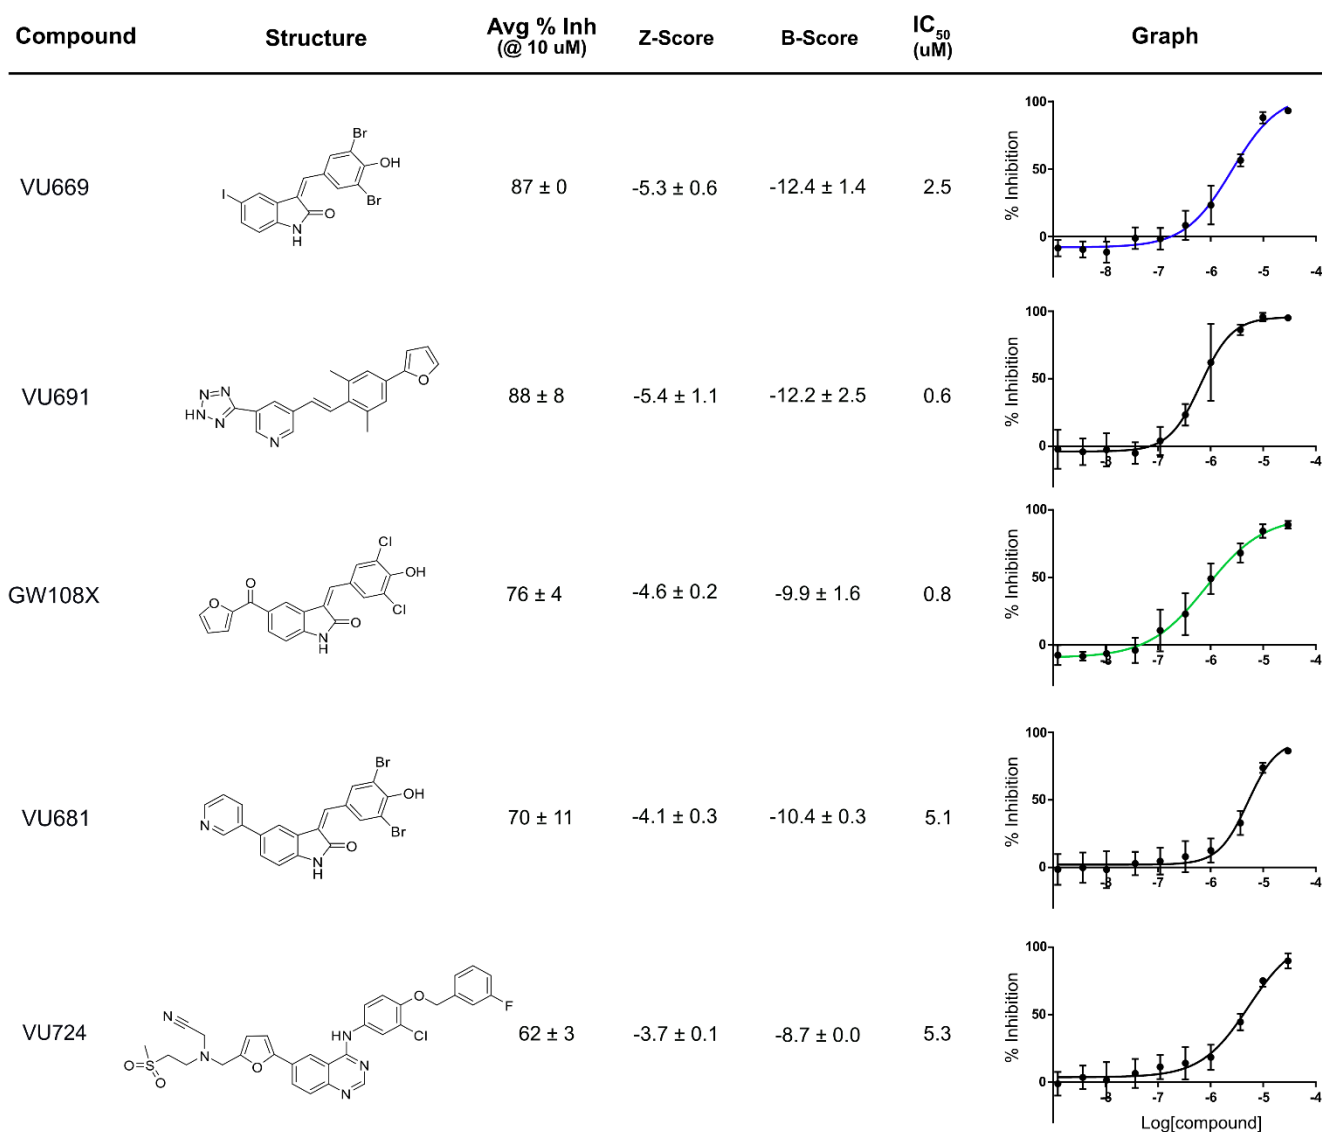 Compound Structure Avg % Inh (@ 10 uM) Z-Score B-Score IC50 (uM) Graph
VU669 87 ± 0 -5.3 ± 0.6 -12.4 ± 1.4 2.5
Br
OH
Br
I
O
N
H
% Inhibition
100
50
0
-8 -7 -6 -5 -4
VU691 88 ± 8 -5.4 ± 1.1 -12.2 ± 2.5 0.6
O
N
N N
HN N
N
% Inhibition
100
50
0
-8 -7 -6 -5 -4
GW108X 76 ± 4 -4.6 ± 0.2 -9.9 ± 1.6 0.8
Cl
OH
O
Cl
O
O
N
H
% Inhibition
100
50
0
-8 -7 -6 -5 -4
VU681 70 ± 11 -4.1 ± 0.3 -10.4 ± 0.3 5.1
Br
OH
Br
N
O
N
H
% Inhibition
100
50
0
-8 -7 -6 -5 -4
VU724 62 ± 3 -3.7 ± 0.1 -8.7 ± 0.0 5.3
O
F
N
HN Cl
N O N
S
O
O
N
% Inhibition
100
50
0
-8 -7 -6 -5 -4
Log[compound]